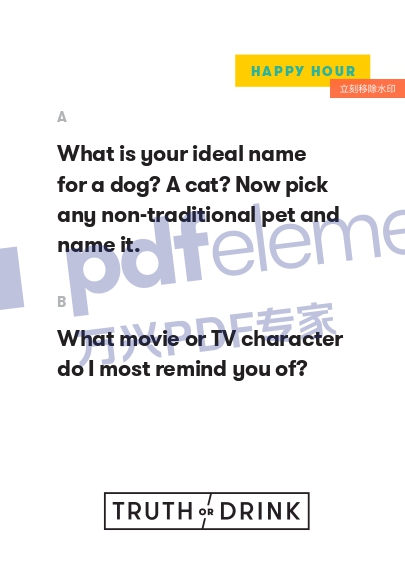 HAPPY HOUR
立刻移除水印
A
What is your ideal name
for a dog? A cat? Now pick
any non-traditional pet and
name it.
pdfeleme
B
万兴PDF专家
What movie or TV character
do I most remind you of?
TRUTH OR DRINK